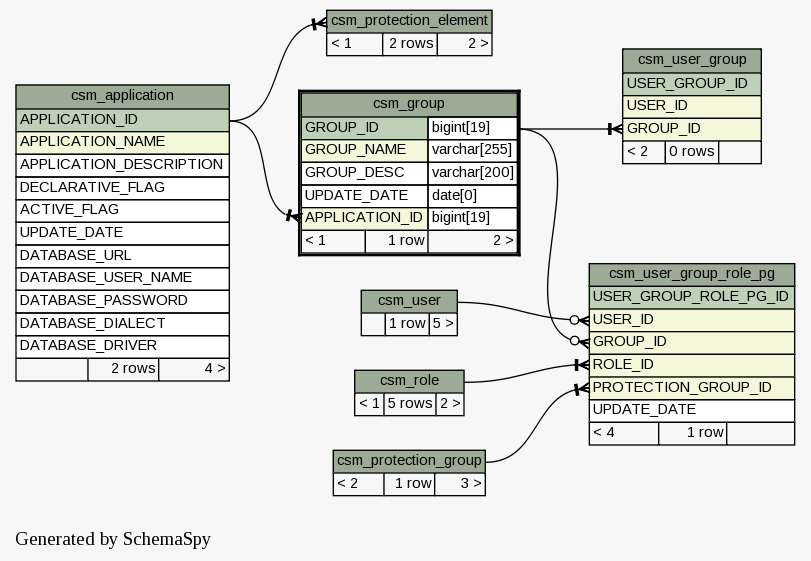 csm_protection_element
< 1 2 rows 2 >
csm_application
APPLICATION_ID
APPLICATION_NAME
APPLICATION_DESCRIPTION
DECLARATIVE_FLAG
ACTIVE_FLAG
UPDATE_DATE
DATABASE_URL
DATABASE_USER_NAME
DATABASE_PASSWORD
DATABASE_DIALECT
DATABASE_DRIVER
2 rows 4 >
csm_group
GROUP_ID bigint[19]
GROUP_NAME varchar[255]
GROUP_DESC varchar[200]
UPDATE_DATE date[0]
APPLICATION_ID bigint[19]
< 1 1 row 2 >
csm_user_group
USER_GROUP_ID
USER_ID
GROUP_ID
< 2 0 rows
csm_user
1 row 5 >
csm_role
< 1 5 rows 2 >
csm_protection_group
< 2 1 row 3 >
csm_user_group_role_pg
USER_GROUP_ROLE_PG_ID
USER_ID
GROUP_ID
ROLE_ID
PROTECTION_GROUP_ID
UPDATE_DATE
< 4 1 row
Generated by SchemaSpy